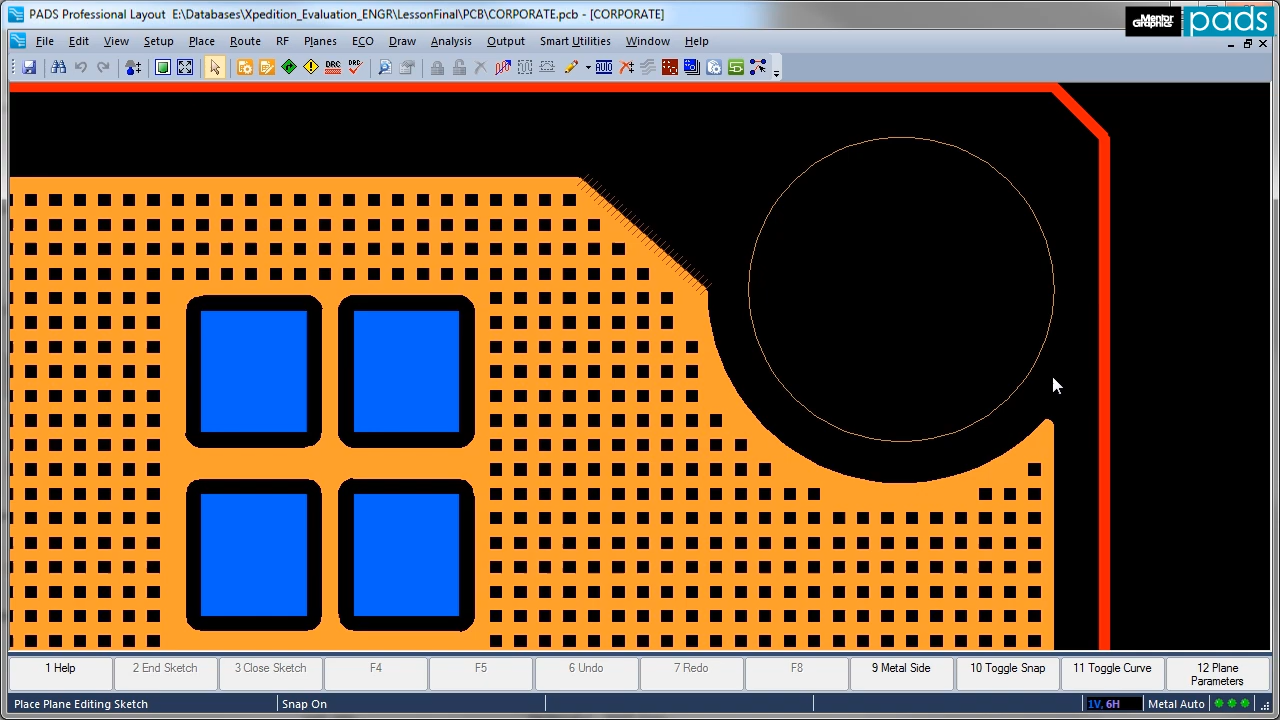 PADS Professional Layout E:\Databases\Xpedition_Evaluation_ENGR\LessonFinal\PCB\CORPORATE.pcb - [CORPORATE]
Mentor Graphics pads
File Edit View Setup Place Route RF Planes ECO Draw Analysis Output Smart Utilities Window Help
DRC DRC
1 Help 2 End Sketch 3 Close Sketch F4 F5 6 Undo 7 Redo F8 9 Metal Side 10 Toggle Snap 11 Toggle Curve 12 Plane Parameters
Place Plane Editing Sketch Snap On 1V, 6H Metal Auto